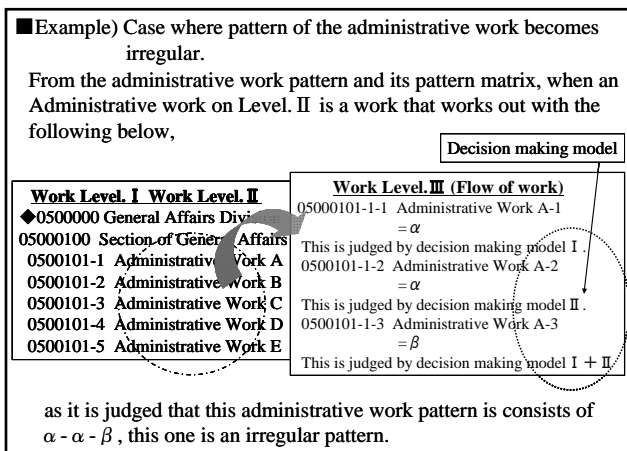 ■Example) Case where pattern of the administrative work becomes
irregular.
From the administrative work pattern and its pattern matrix, when an
Administrative work on Level.Ⅱ is a work that works out with the
following below,
Decision making model
Work Level.Ⅰ Work Level.Ⅱ
◆0500000 General Affairs Division
05000100 Section of General Affairs
0500101-1 Administrative Work A
0500101-2 Administrative Work B
0500101-3 Administrative Work C
0500101-4 Administrative Work D
0500101-5 Administrative Work E
Work Level.Ⅲ (Flow of work)
05000101-1-1 Administrative Work A-1
=α
This is judged by decision making model Ⅰ.
0500101-1-2 Administrative Work A-2
=α
This is judged by decision making model Ⅱ.
0500101-1-3 Administrative Work A-3
=β
This is judged by decision making model Ⅰ+Ⅱ
as it is judged that this administrative work pattern is consists of
α-α-β, this one is an irregular pattern.